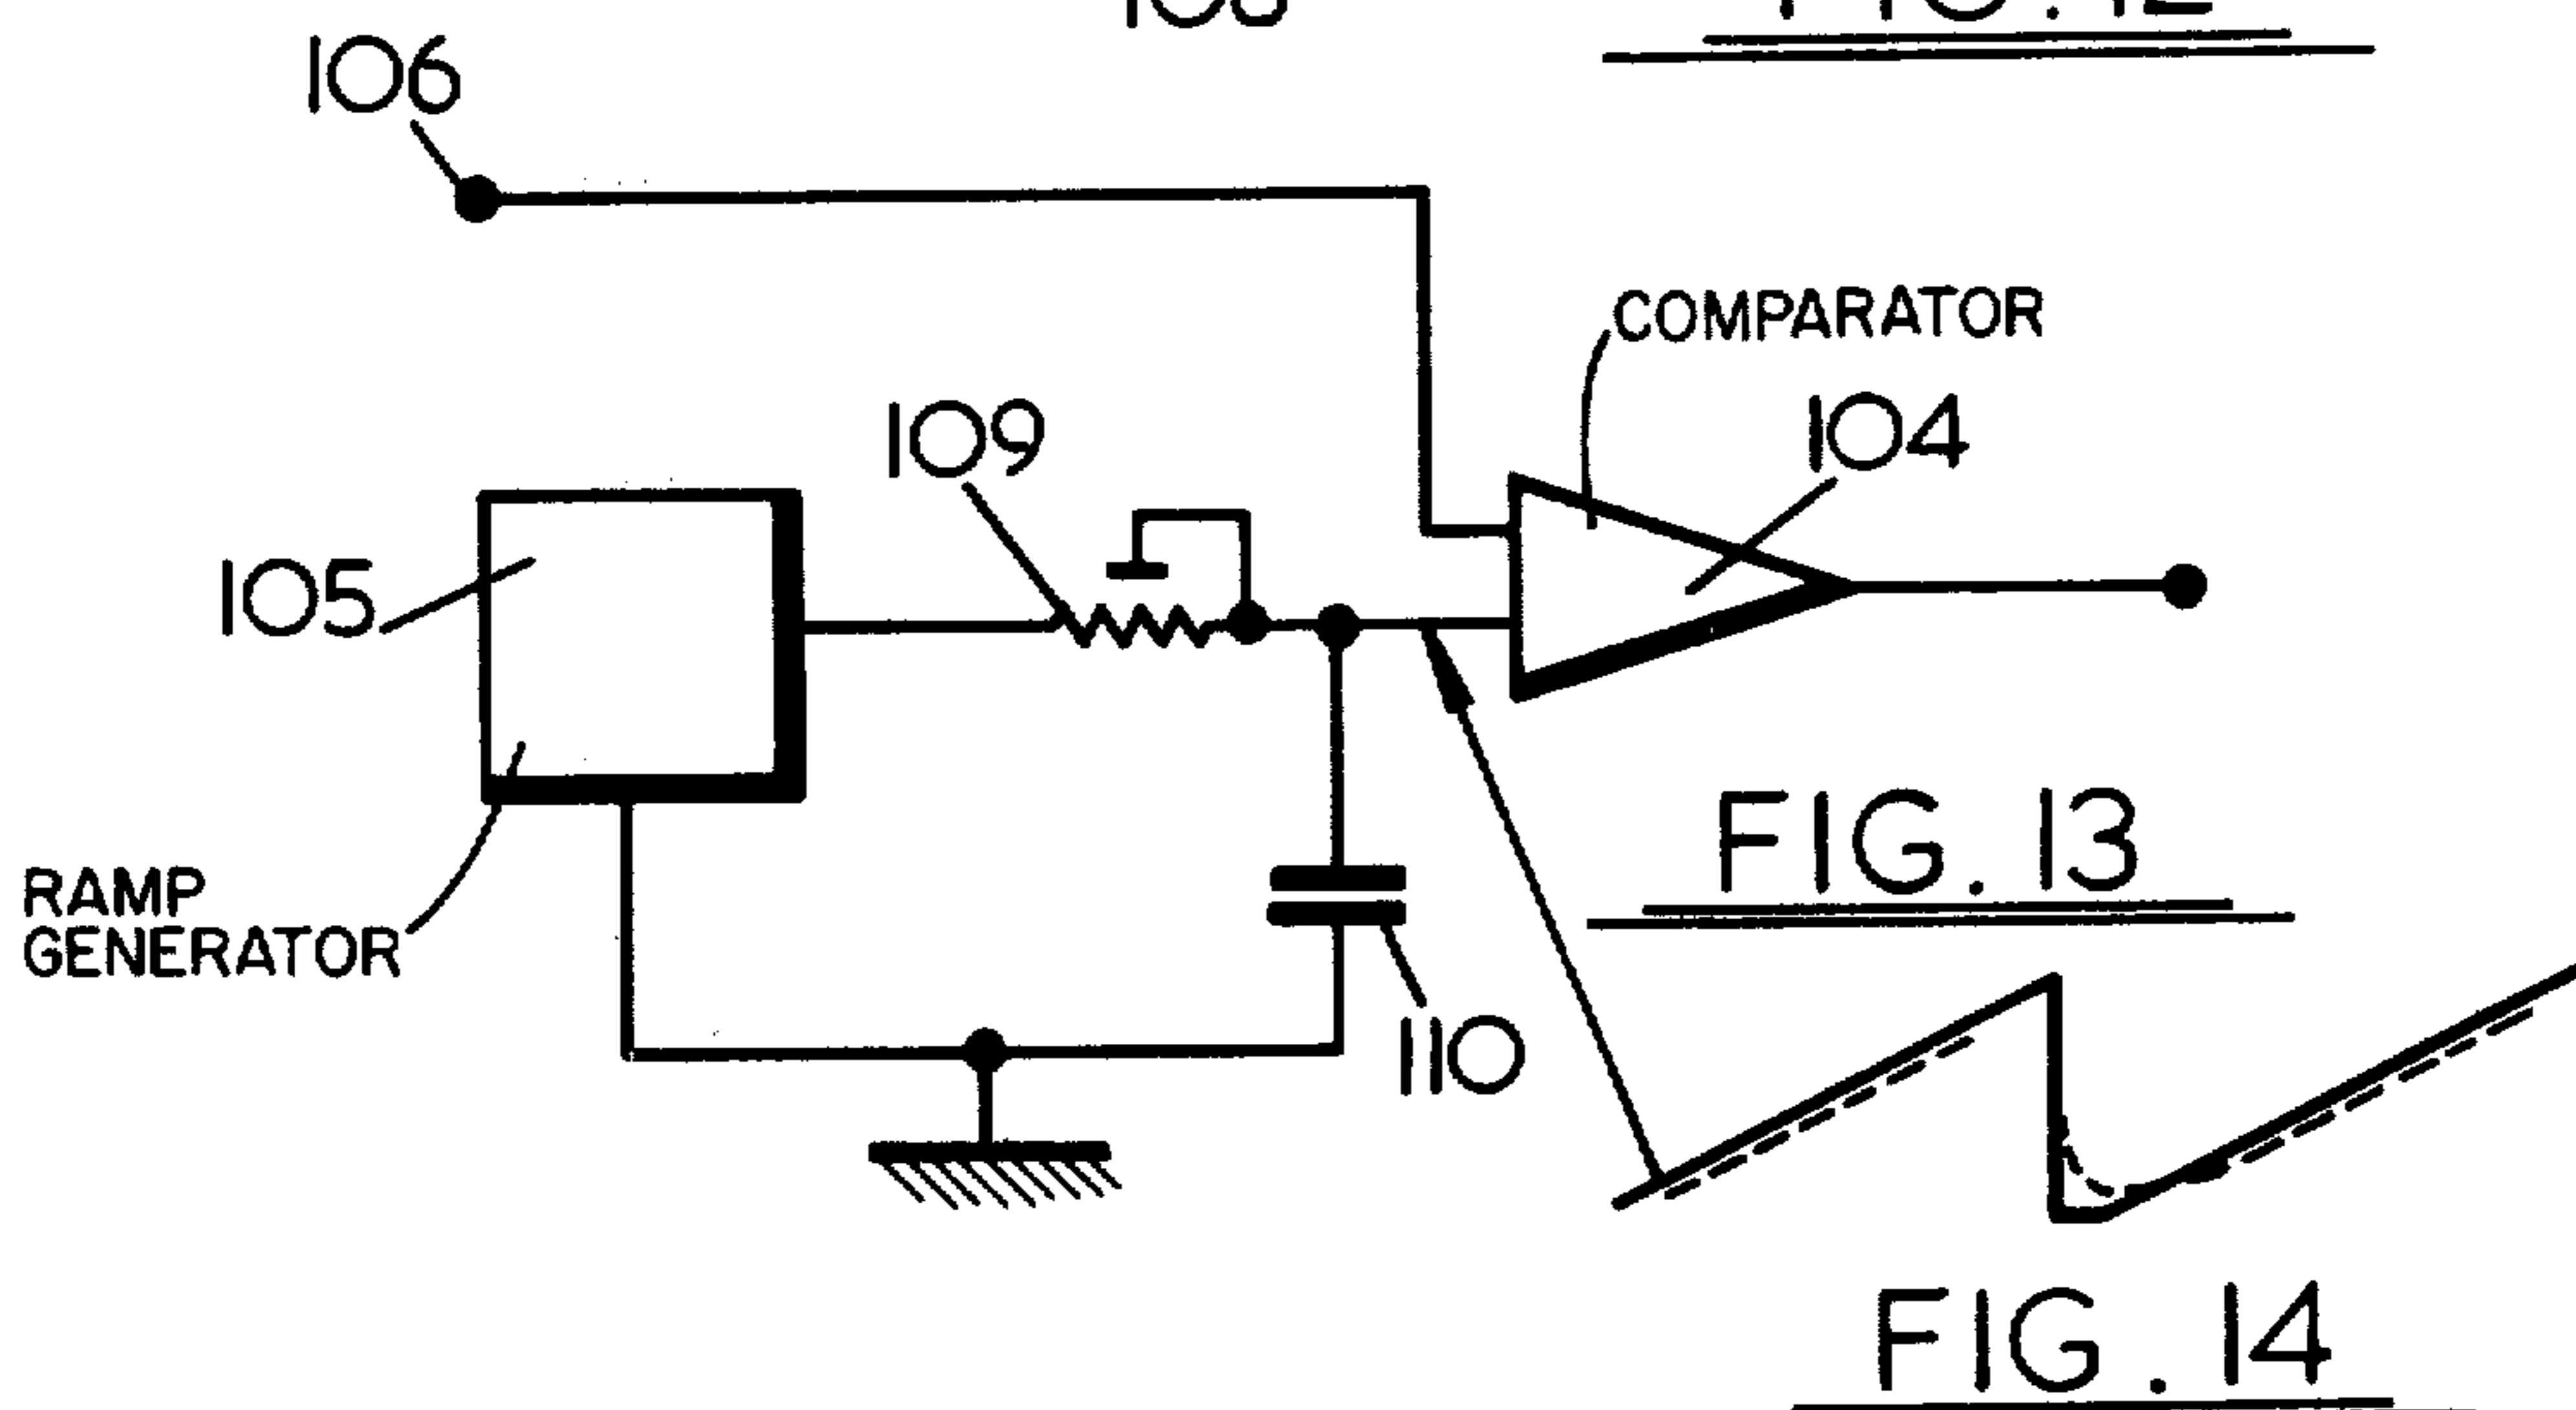 106
COMPARATOR
104
109
105
FIG. 13
RAMP
GENERATOR
110
FIG. 14